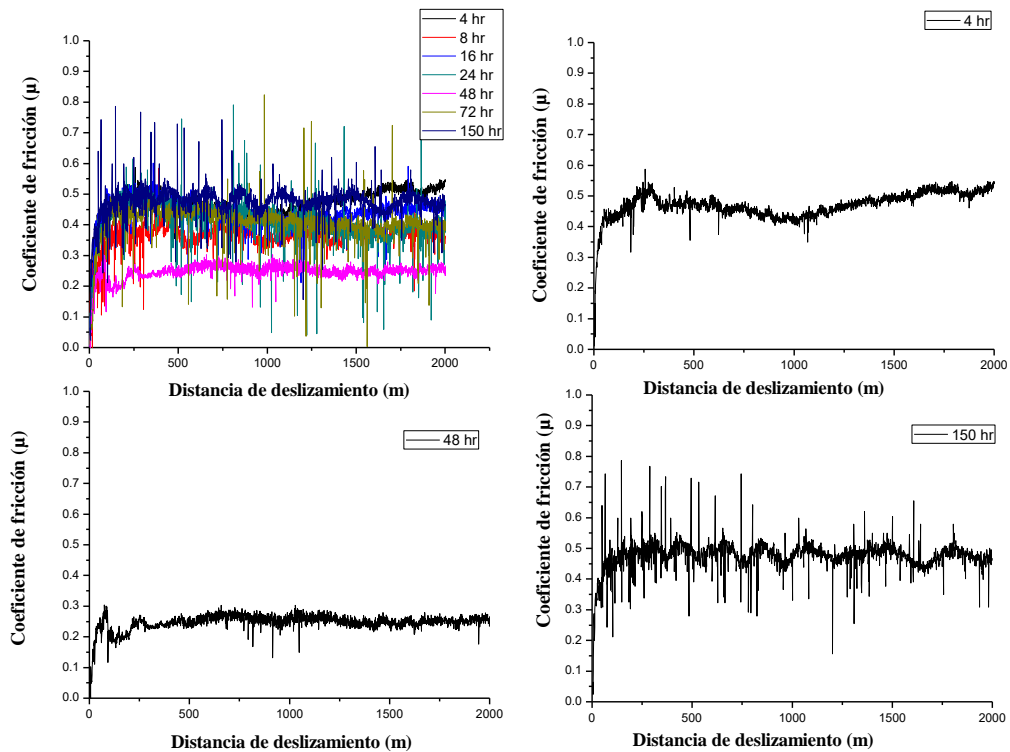 4 hr
8 hr
16 hr
24 hr
48 hr
72 hr
150 hr
1.0
0.9
0.8
0.7
0.6
0.5
0.4
0.3
0.2
0.1
0.0
Coeficiente de fricción (μ)
0 500 1000 1500 2000
Distancia de deslizamiento (m)
4 hr
1.0
0.9
0.8
0.7
0.6
0.5
0.4
0.3
0.2
0.1
0.0
Coeficiente de fricción (μ)
0 500 1000 1500 2000
Distancia de deslizamiento (m)
48 hr
1.0
0.9
0.8
0.7
0.6
0.5
0.4
0.3
0.2
0.1
0.0
Coeficiente de fricción (μ)
0 500 1000 1500 2000
Distancia de deslizamiento (m)
150 hr
1.0
0.9
0.8
0.7
0.6
0.5
0.4
0.3
0.2
0.1
0.0
Coeficiente de fricción (μ)
0 500 1000 1500 2000
Distancia de deslizamiento (m)